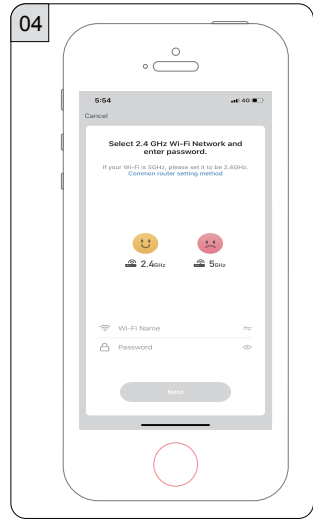 04
5:54
4G
Cancel
Select 2.4 GHz Wi-Fi Network and
enter password.
If your Wi-Fi is 5GHz, please set it to be 2.4GHz.
Common router setting method
2.4GHz 5GHz
Wi-Fi Name
Password
Next